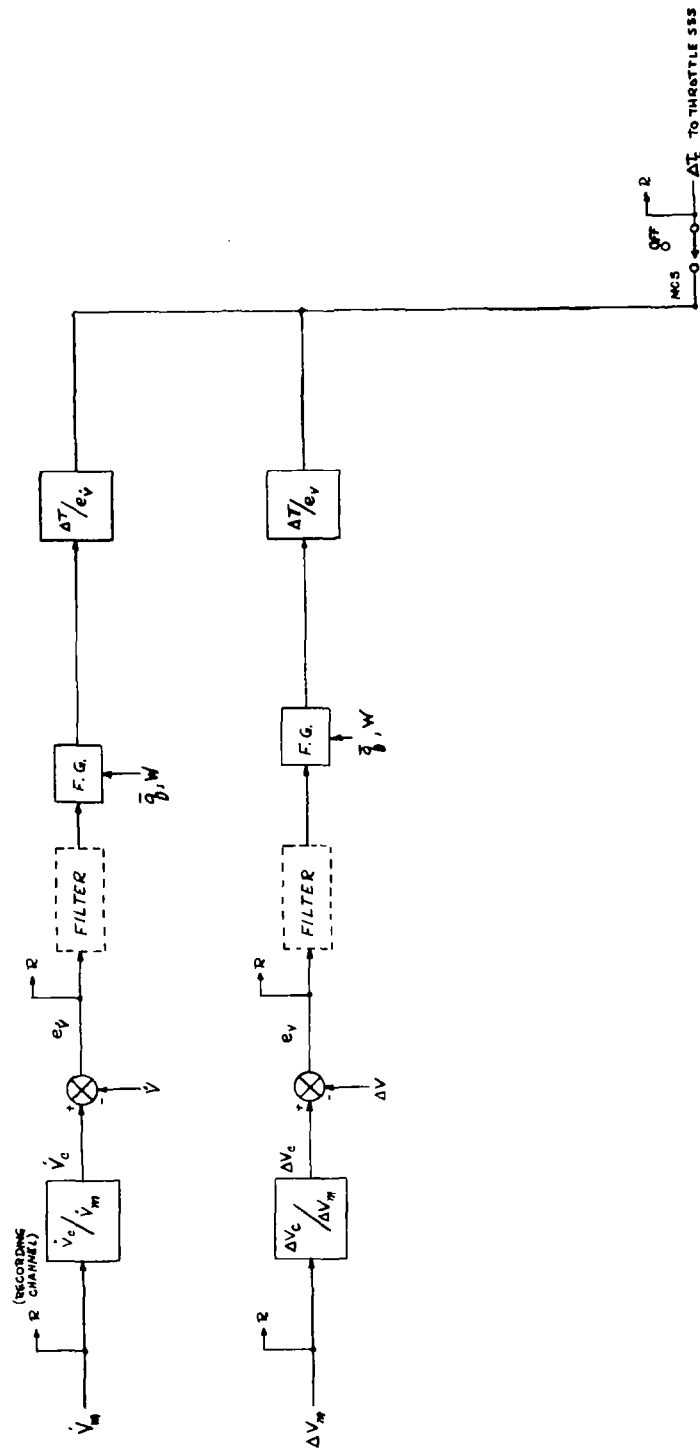 V̇m
R
(RECORDING
CHANNEL)
V̇c/V̇m
V̇c
+
-
V̇
eV̇
R
FILTER
F.G.
q̄, W
ΔT/eV̇
ΔVm
R
ΔVc
/ΔVm
ΔVc
+
-
ΔV
ev
R
FILTER
F.G.
q̄, W
ΔT/ev
MCS
OFF
R
ΔTc TO THROTTLE SSS